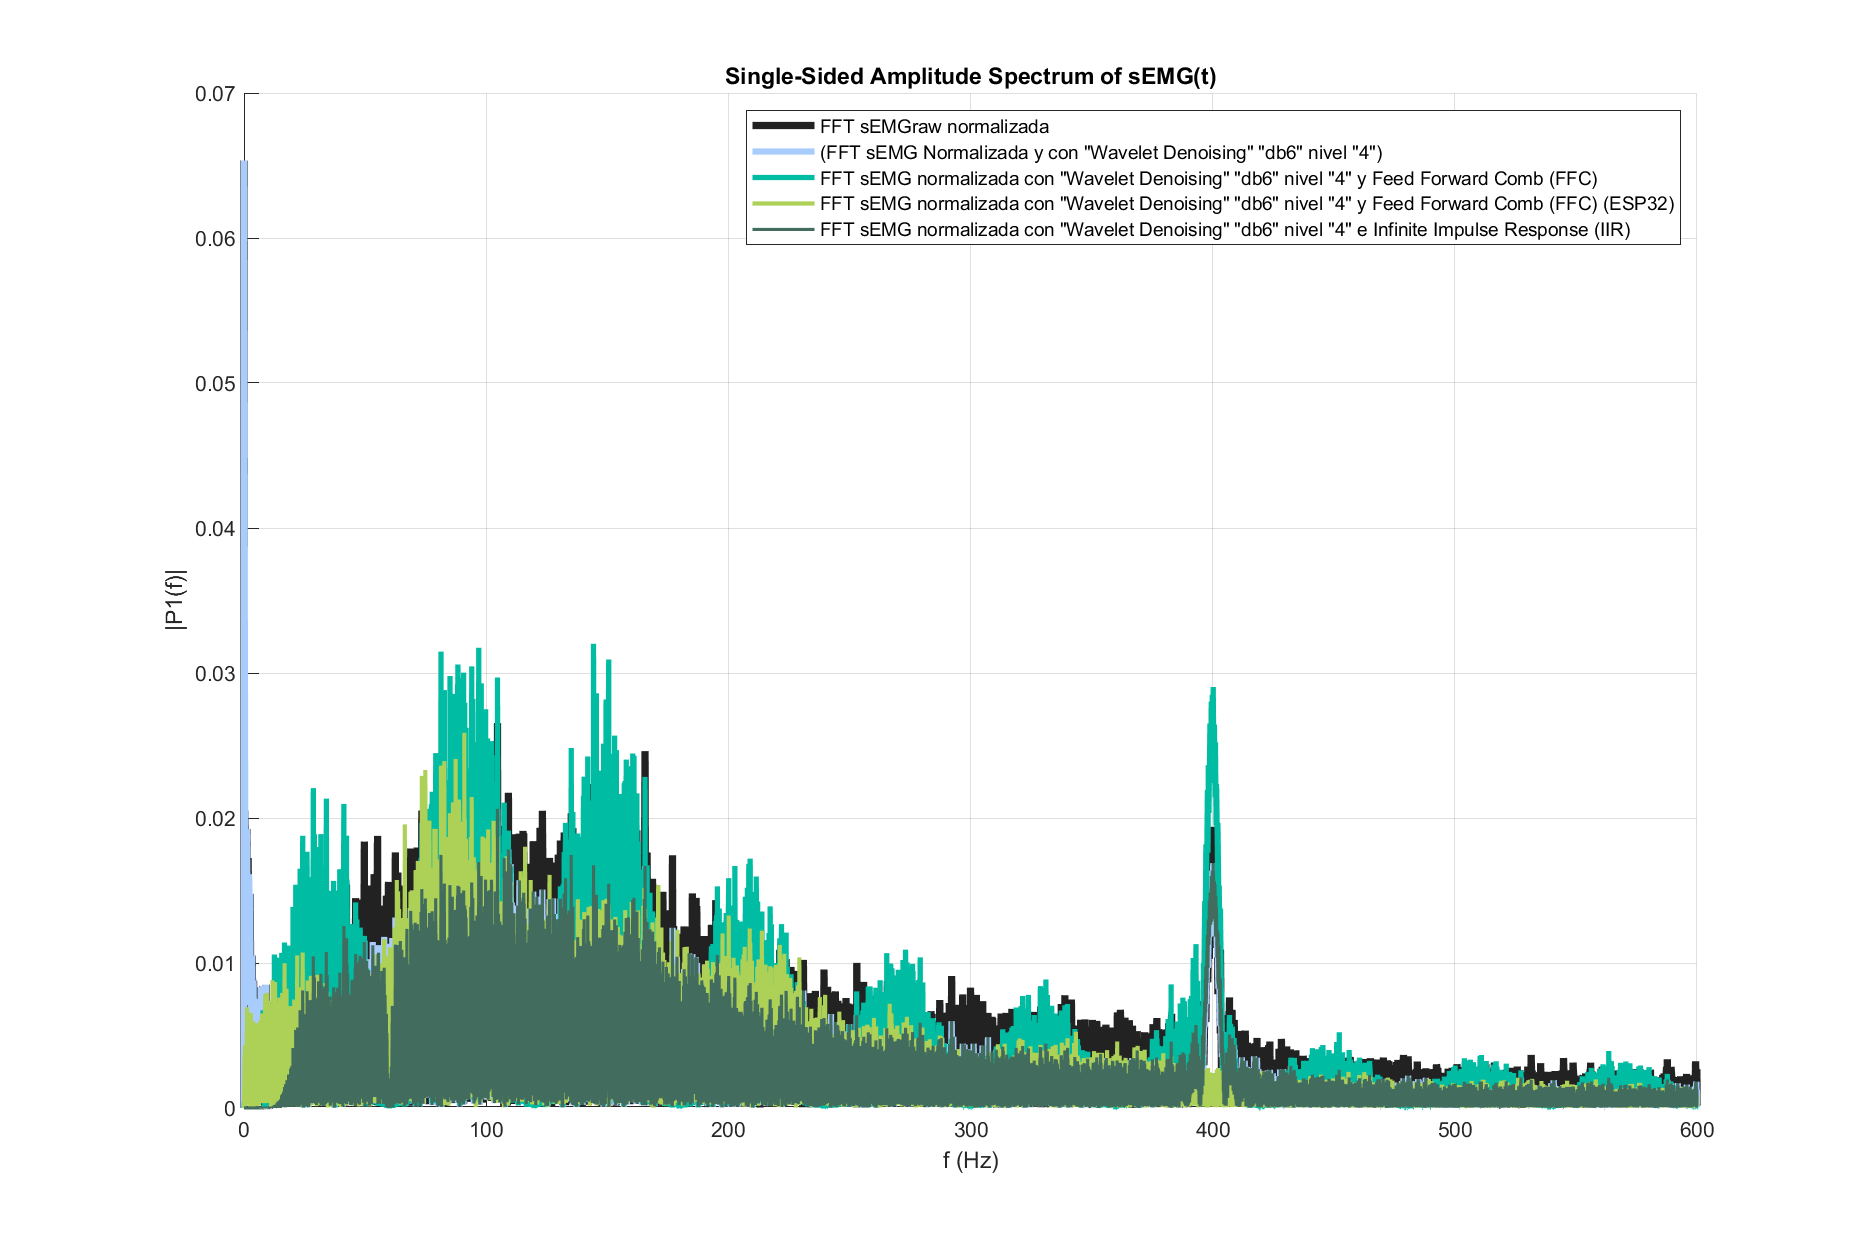 Single-Sided Amplitude Spectrum of sEMG(t)
FFT sEMGraw normalizada
(FFT sEMG Normalizada y con "Wavelet Denoising" "db6" nivel "4")
FFT sEMG normalizada con "Wavelet Denoising" "db6" nivel "4" y Feed Forward Comb (FFC)
FFT sEMG normalizada con "Wavelet Denoising" "db6" nivel "4" y Feed Forward Comb (FFC) (ESP32)
FFT sEMG normalizada con "Wavelet Denoising" "db6" nivel "4" e Infinite Impulse Response (IIR)
0.07
0.06
0.05
0.04
0.03
0.02
0.01
0
|P1(f)|
0 100 200 300 400 500 600
f (Hz)